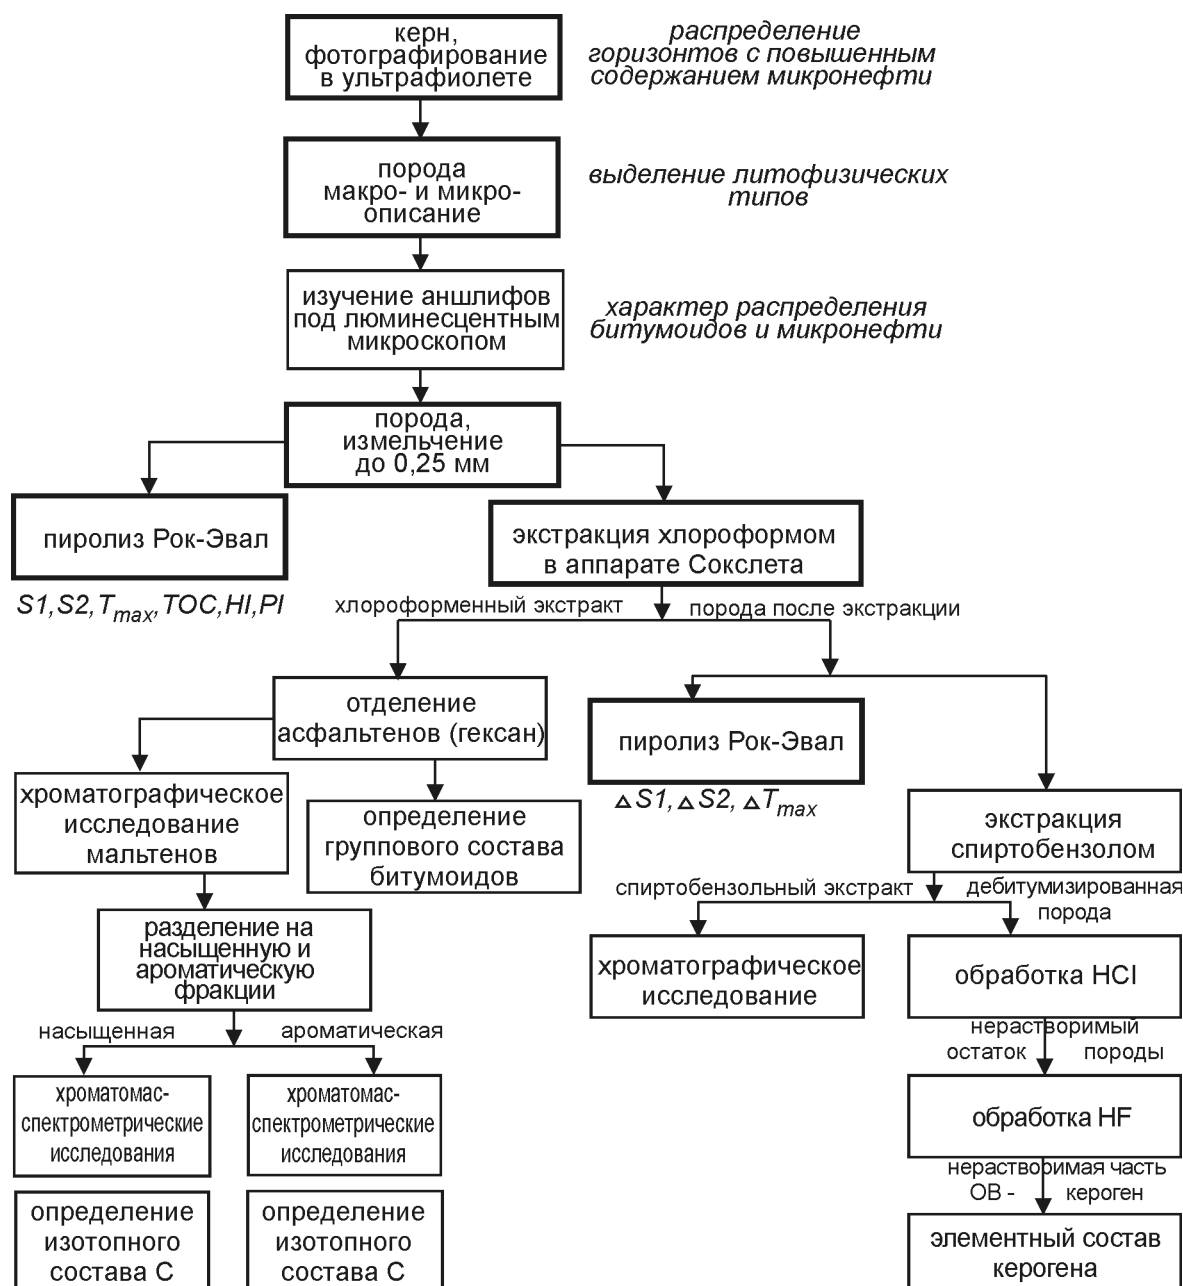 керн,
фотографирование
в ультрафиолете
распределение
горизонтов с повышенным
содержанием микронефти
порода
макро- и микро-
описание
выделение литофизических
типов
изучение аншлифов
под люминесцентным
микроскопом
характер распределения
битумоидов и микронефти
порода,
измельчение
до 0,25 мм
пиролиз Рок-Эвал
S1,S2,Tmax,TOC,HI,PI
экстракция хлороформом
в аппарате Сокслета
хлороформенный экстракт
порода после экстракции
отделение
асфальтенов (гексан)
пиролиз Рок-Эвал
△S1,△S2, △Tmax
хроматографическое
исследование
мальтенов
определение
группового состава
битумоидов
экстракция
спиртобензолом
спиртобензольный экстракт
дебитумизированная
порода
разделение на
насыщенную и
ароматическую
фракции
хроматографическое
исследование
обработка HCl
насыщенная
ароматическая
нерастворимый
остаток породы
хроматомас-
спектрометрические
исследования
хроматомас-
спектрометрические
исследования
обработка HF
нерастворимая часть
ОВ - кероген
определение
изотопного
состава С
определение
изотопного
состава С
элементный состав
керогена